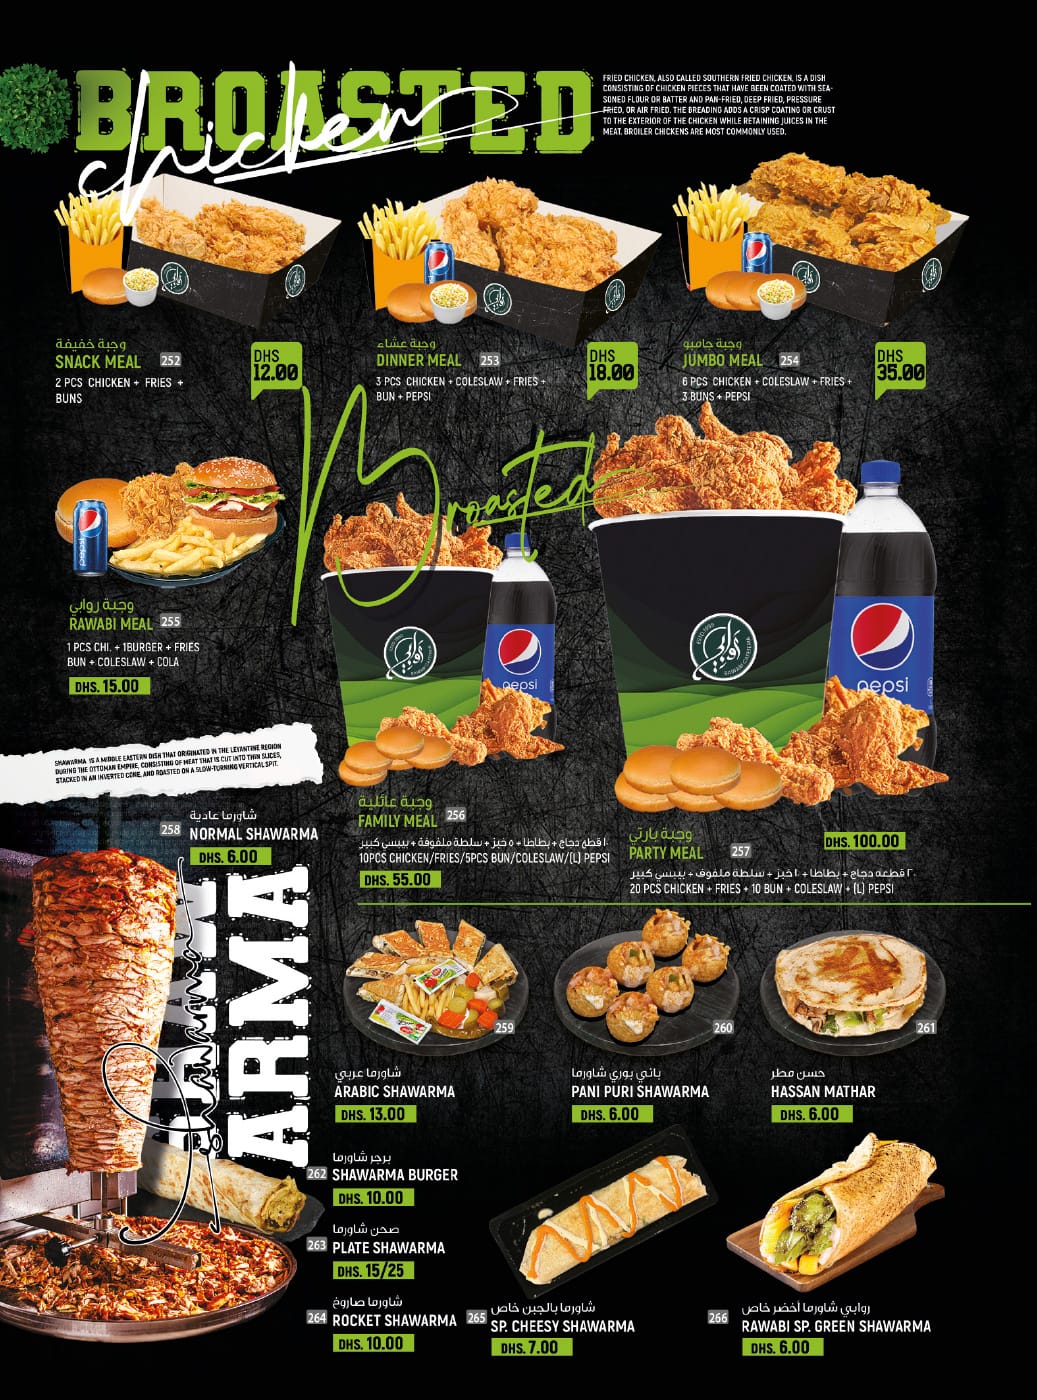 BROASTED
chicken
FRIED CHICKEN, ALSO CALLED SOUTHERN FRIED CHICKEN, IS A DISH
CONSISTING OF CHICKEN PIECES THAT HAVE BEEN COATED WITH SEA-
SONED FLOUR OR BATTER AND PAN-FRIED, DEEP FRIED, PRESSURE
FRIED, OR AIR FRIED. THE BREADING ADDS A CRISP COATING OR CRUST
TO THE EXTERIOR OF THE CHICKEN WHILE RETAINING JUICES IN THE
MEAT. BROILER CHICKENS ARE MOST COMMONLY USED.
وجبة خفيفة
SNACK MEAL 252
2 PCS CHICKEN + FRIES +
BUNS
DHS
12.00
وجبة عشاء
DINNER MEAL 253
3 PCS CHICKEN + COLESLAW + FRIES +
BUN + PEPSI
DHS
18.00
وجبة جامبو
JUMBO MEAL 254
6 PCS CHICKEN + COLESLAW + FRIES +
3 BUNS + PEPSI
DHS
35.00
Broasted
pepsi
وجبة روابي
RAWABI MEAL 255
1 PCS CHI. + 1BURGER + FRIES
BUN + COLESLAW + COLA
DHS. 15.00
روابي
pepsi
روابي
pepsi
وجبة عائلية
FAMILY MEAL 256
١٠ قطع دجاج + بطاطا + ٥ خبز + سلطة ملفوفة + بيبسي كبير
10PCS CHICKEN/FRIES/5PCS BUN/COLESLAW/(L) PEPSI
DHS. 55.00
وجبة بارتي
PARTY MEAL 257
DHS. 100.00
٢٠ قطعه دجاج + بطاطا + ١٠ خبز + سلطة ملفوف + بيبسي كبير
20 PCS CHICKEN + FRIES + 10 BUN + COLESLAW + (L) PEPSI
SHAWARMA IS A MIDDLE EASTERN DISH THAT ORIGINATED IN THE LEVANTINE REGION
DURING THE OTTOMAN EMPIRE, CONSISTING OF MEAT THAT IS CUT INTO THIN SLICES,
STACKED IN AN INVERTED CONE, AND ROASTED ON A SLOW-TURNING VERTICAL SPIT.
شاورما عادية
258 NORMAL SHAWARMA
DHS. 6.00
ARMA
Shawarma
259
شاورما عربي
ARABIC SHAWARMA
DHS. 13.00
260
باني بوري شاورما
PANI PURI SHAWARMA
DHS. 6.00
261
حسن مطر
HASSAN MATHAR
DHS. 6.00
برجر شاورما
262 SHAWARMA BURGER
DHS. 10.00
صحن شاورما
263 PLATE SHAWARMA
DHS. 15/25
شاورما صاروخ
264 ROCKET SHAWARMA
DHS. 10.00
شاورما بالجبن خاص
265 SP. CHEESY SHAWARMA
DHS. 7.00
روابي شاورما أخضر خاص
266 RAWABI SP. GREEN SHAWARMA
DHS. 6.00